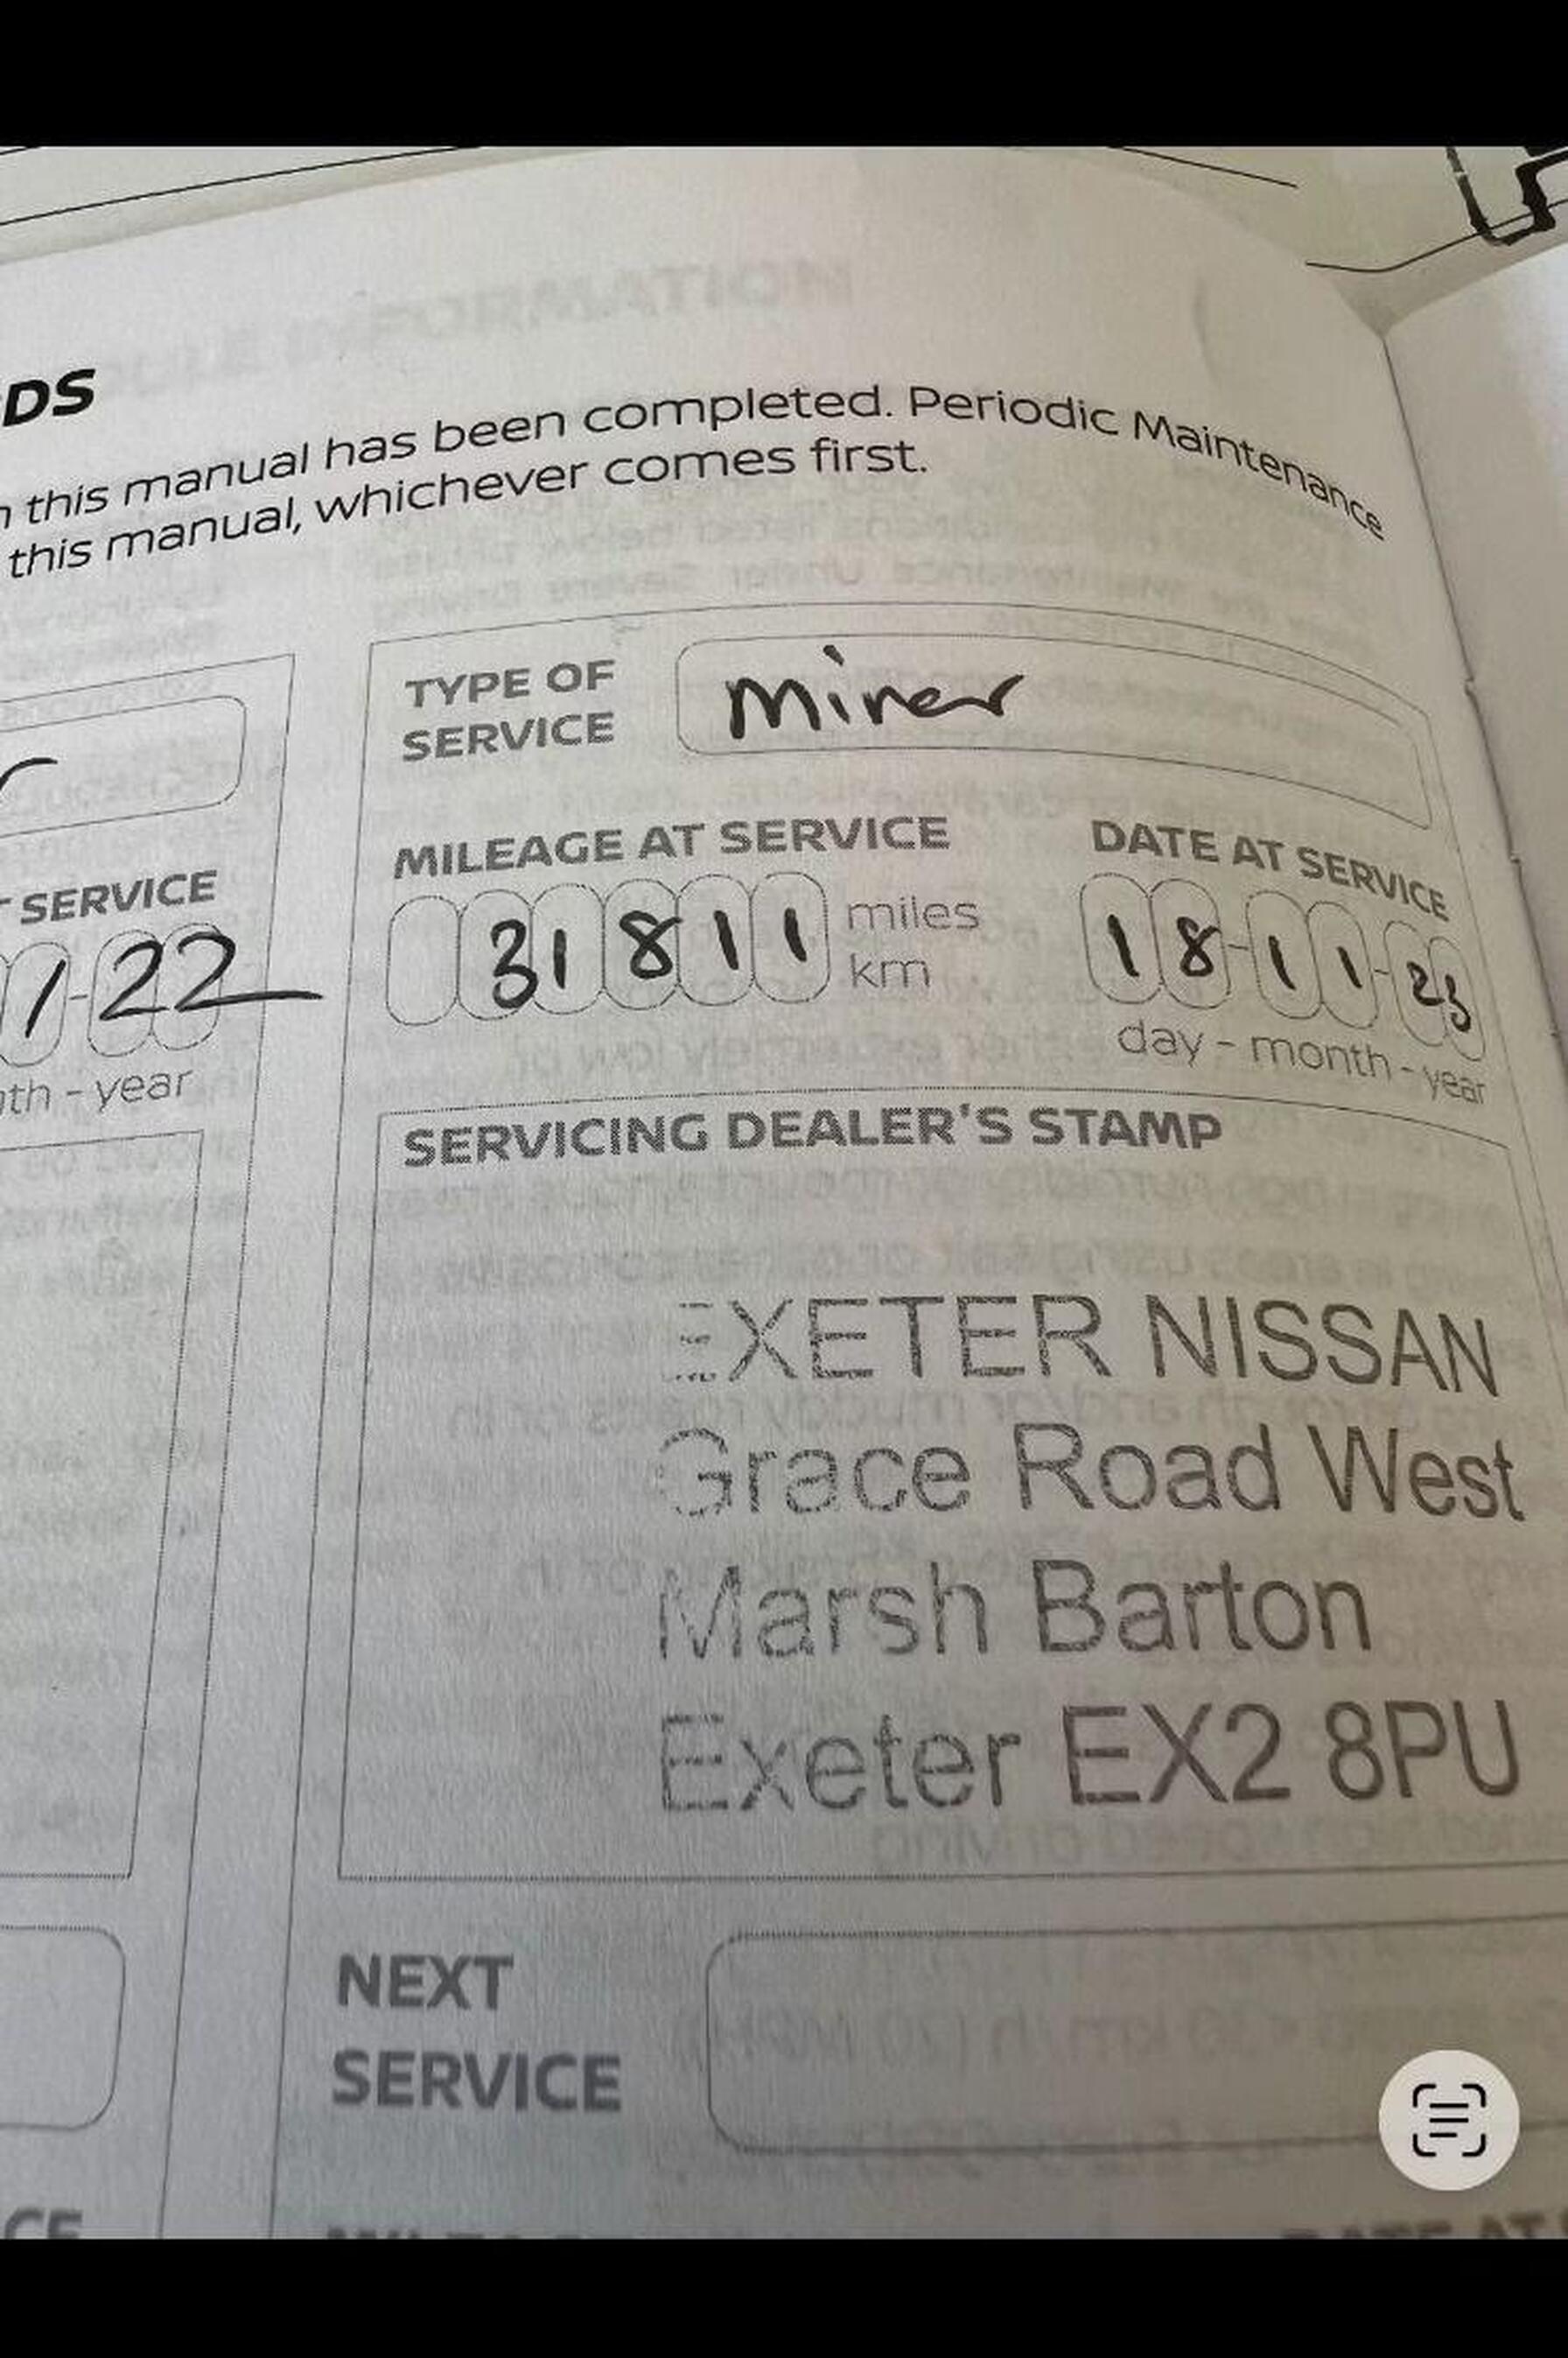 DS
this manual has been completed. Periodic Maintenance
this manual, whichever comes first.
TYPE OF
SERVICE
Miner
MILEAGE AT SERVICE
31811
miles
km
DATE AT SERVICE
18-11-23
day - month - year
SERVICE
1-22
th - year
SERVICING DEALER'S STAMP
EXETER NISSAN
Grace Road West
Marsh Barton
Exeter EX2 8PU
NEXT
SERVICE
CE